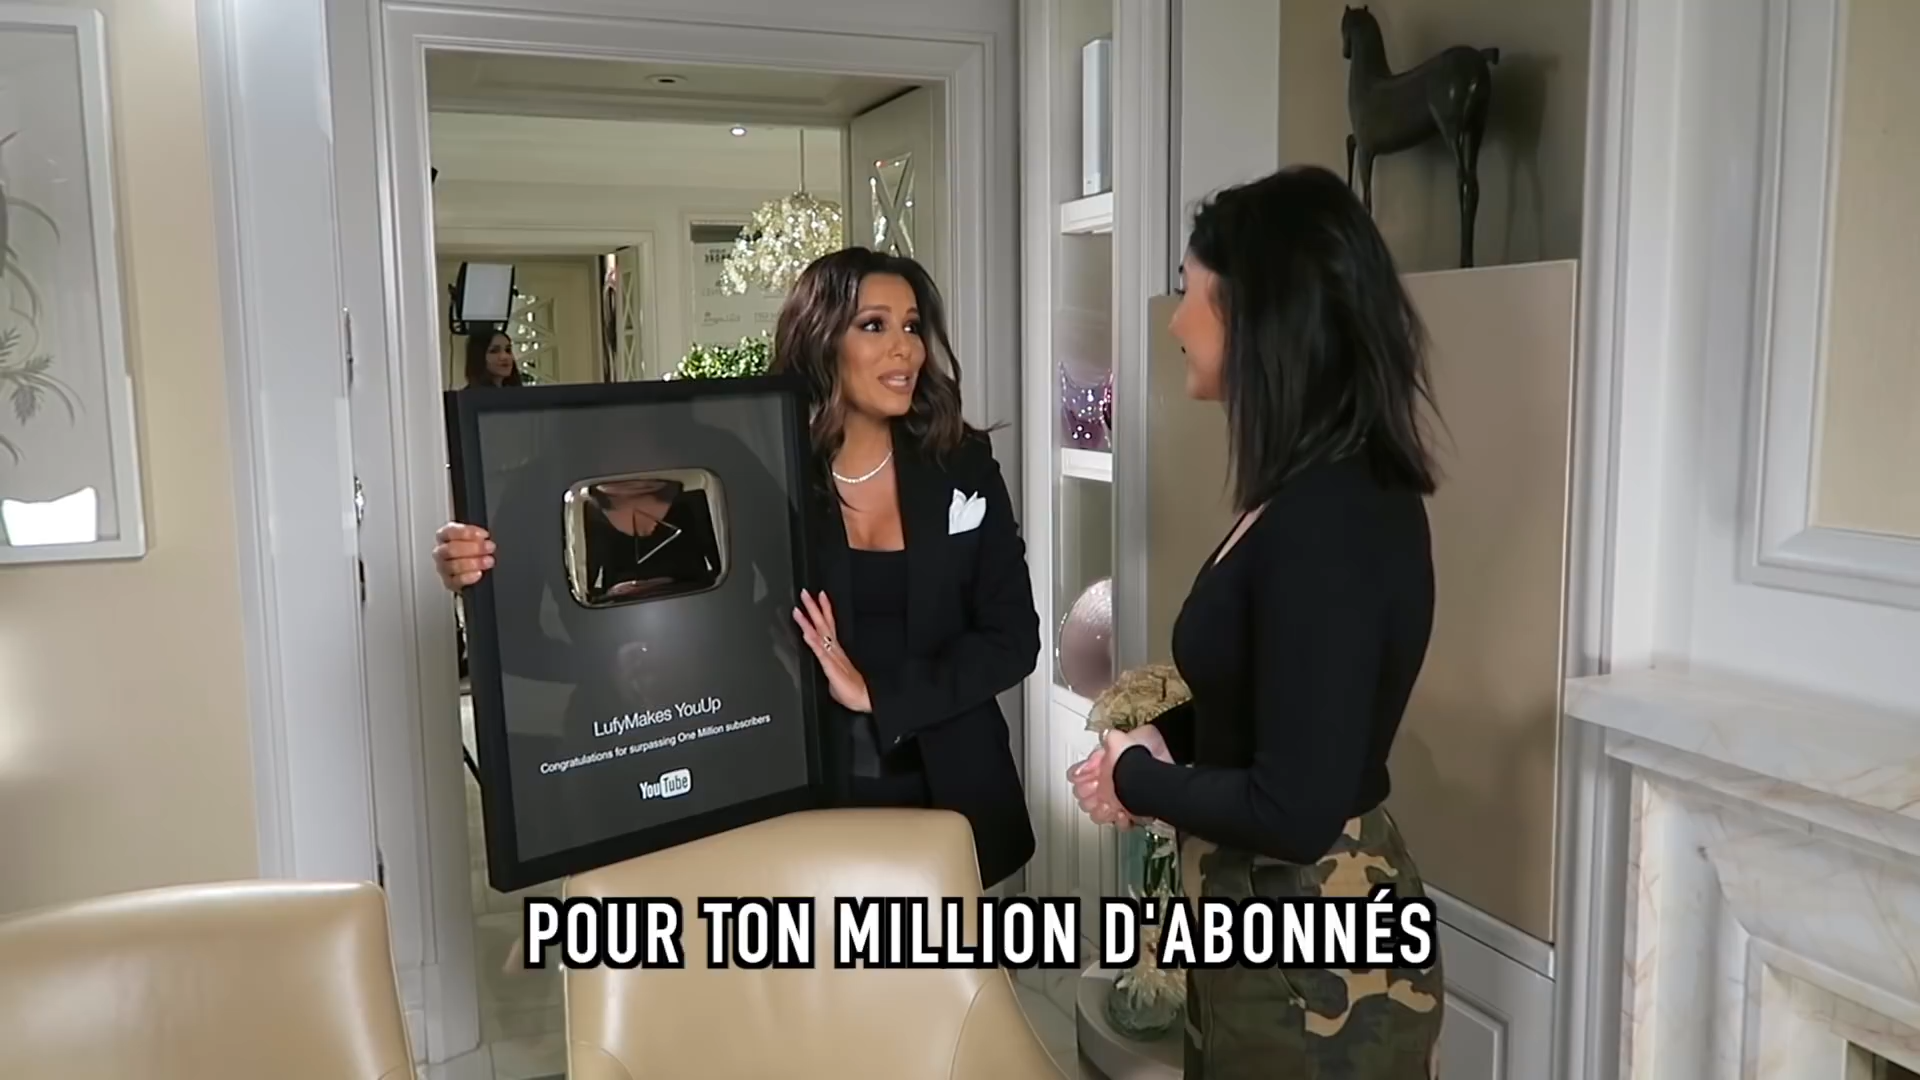 LufyMakes YouUp
Congratulations for surpassing One Million subscribers
YouTube
POUR TON MILLION D'ABONNÉS